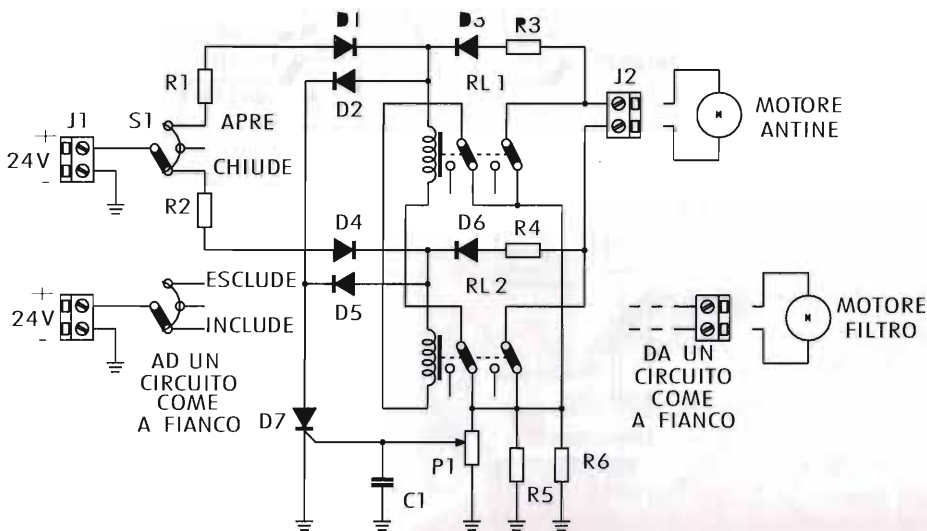 D1
D3
R3
R1
D2
RL1
J2
J1
S1
APRE
MOTORE
ANTINE
M
+
24V
-
CHIUDE
R2
D4
D6
R4
ESCLUDE
D5
RL2
+
24V
-
INCLUDE
MOTORE
FILTRO
M
AD UN
CIRCUITO
COME
A FIANCO
DA UN
CIRCUITO
COME
A FIANCO
D7
P1
C1
R5
R6